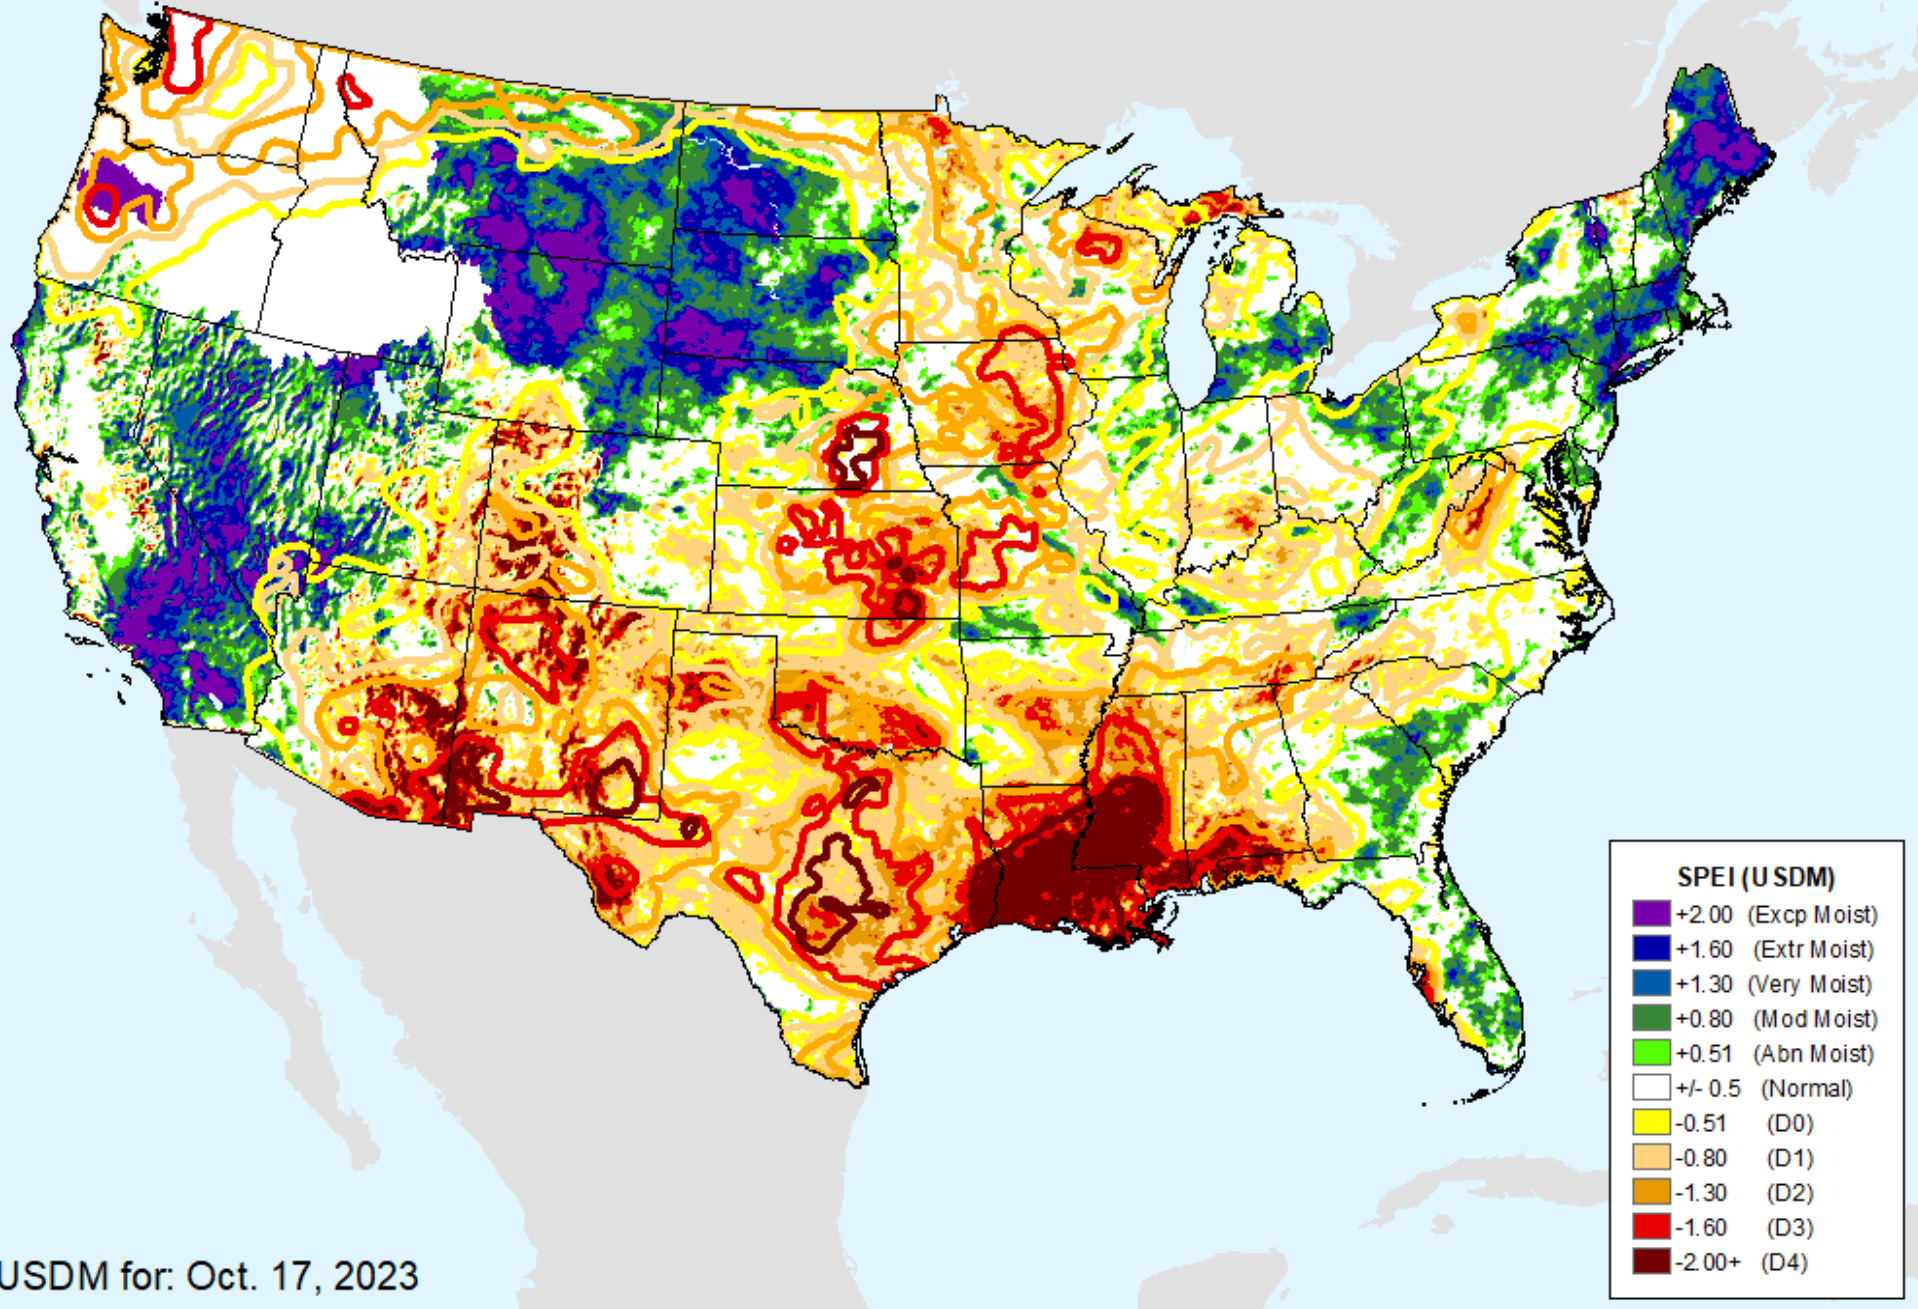 SPEI (USDM)
+2.00 (Excp Moist)
+1.60 (Extr Moist)
+1.30 (Very Moist)
+0.80 (Mod Moist)
+0.51 (Abn Moist)
+/- 0.5 (Normal)
-0.51 (D0)
-0.80 (D1)
-1.30 (D2)
-1.60 (D3)
-2.00+ (D4)
USDM for: Oct. 17, 2023